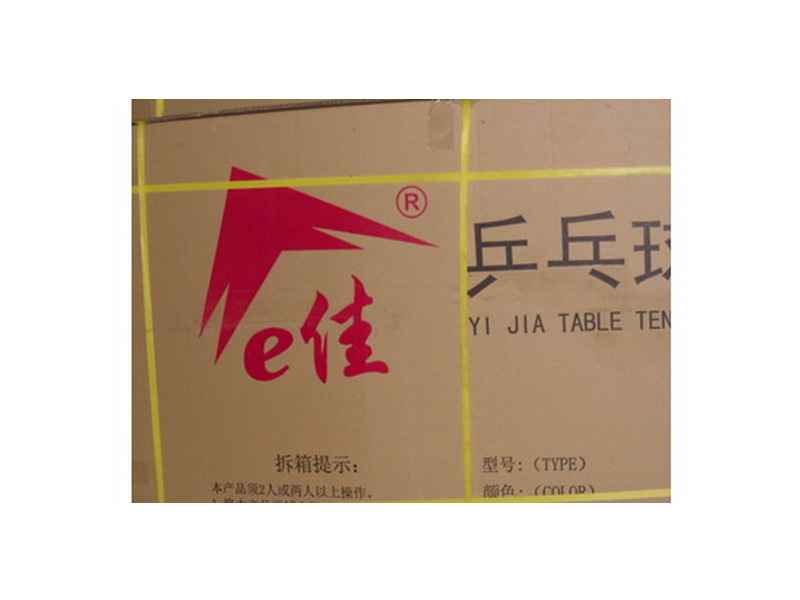 ®
e佳
乒乓球
YI JIA TABLE TEN
拆箱提示：
本产品须2人或两人以上操作。
型号：（TYPE）
颜色：（COLOR）